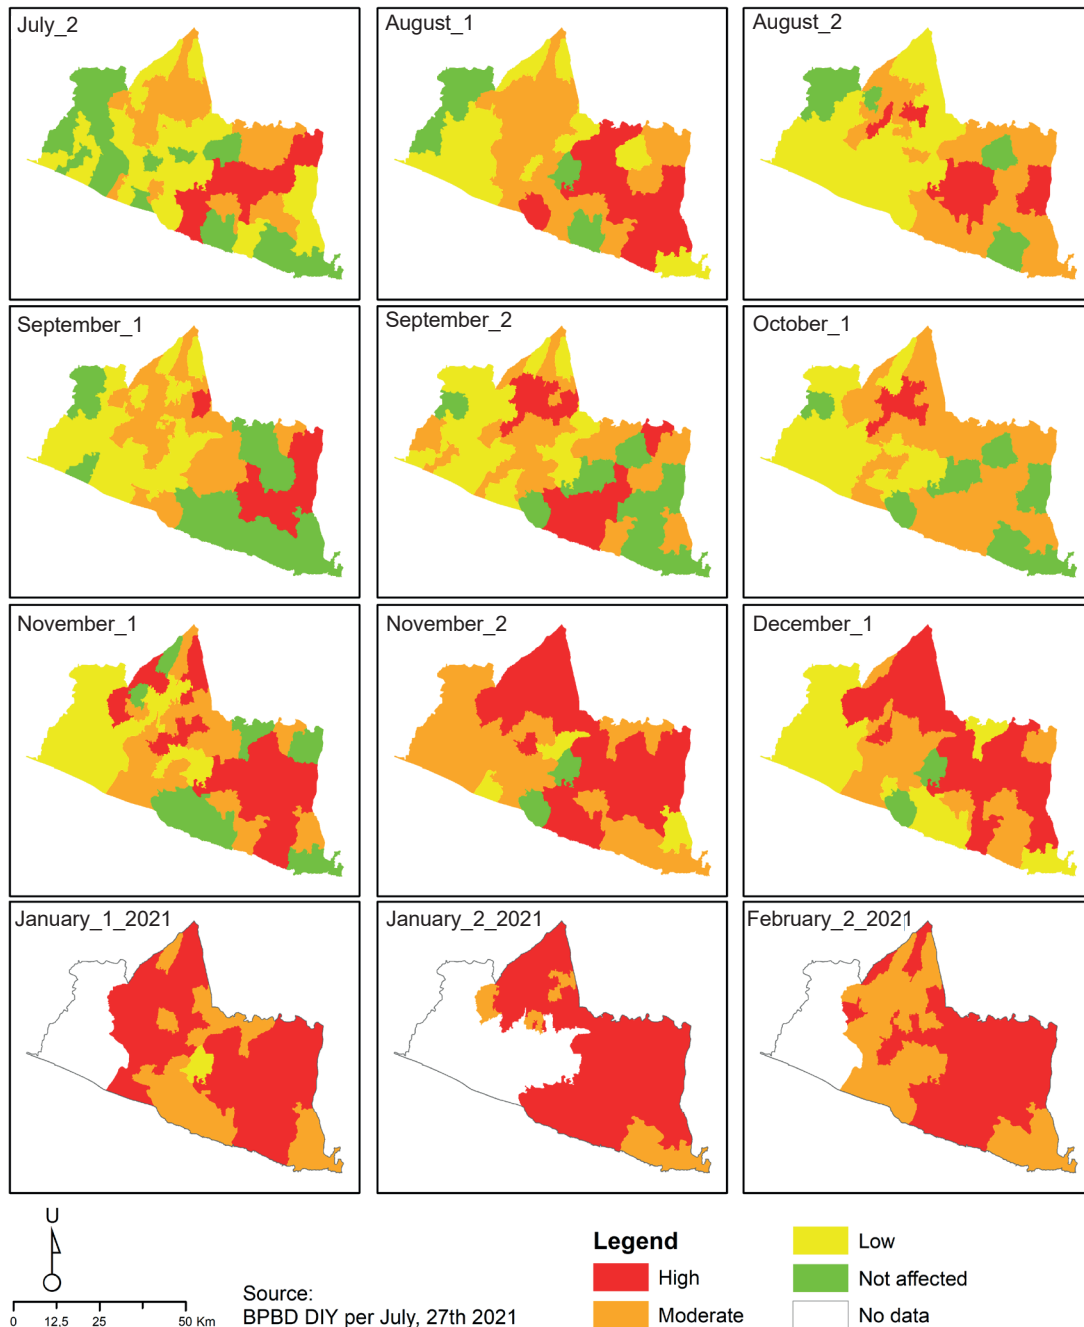 July_2
August_1
August_2
September_1
September_2
October_1
November_1
November_2
December_1
January_1_2021
January_2_2021
February_2_2021
U
0 12.5 25 50 Km
Source:
BPBD DIY per July, 27th 2021
Legend
High
Moderate
Low
Not affected
No data